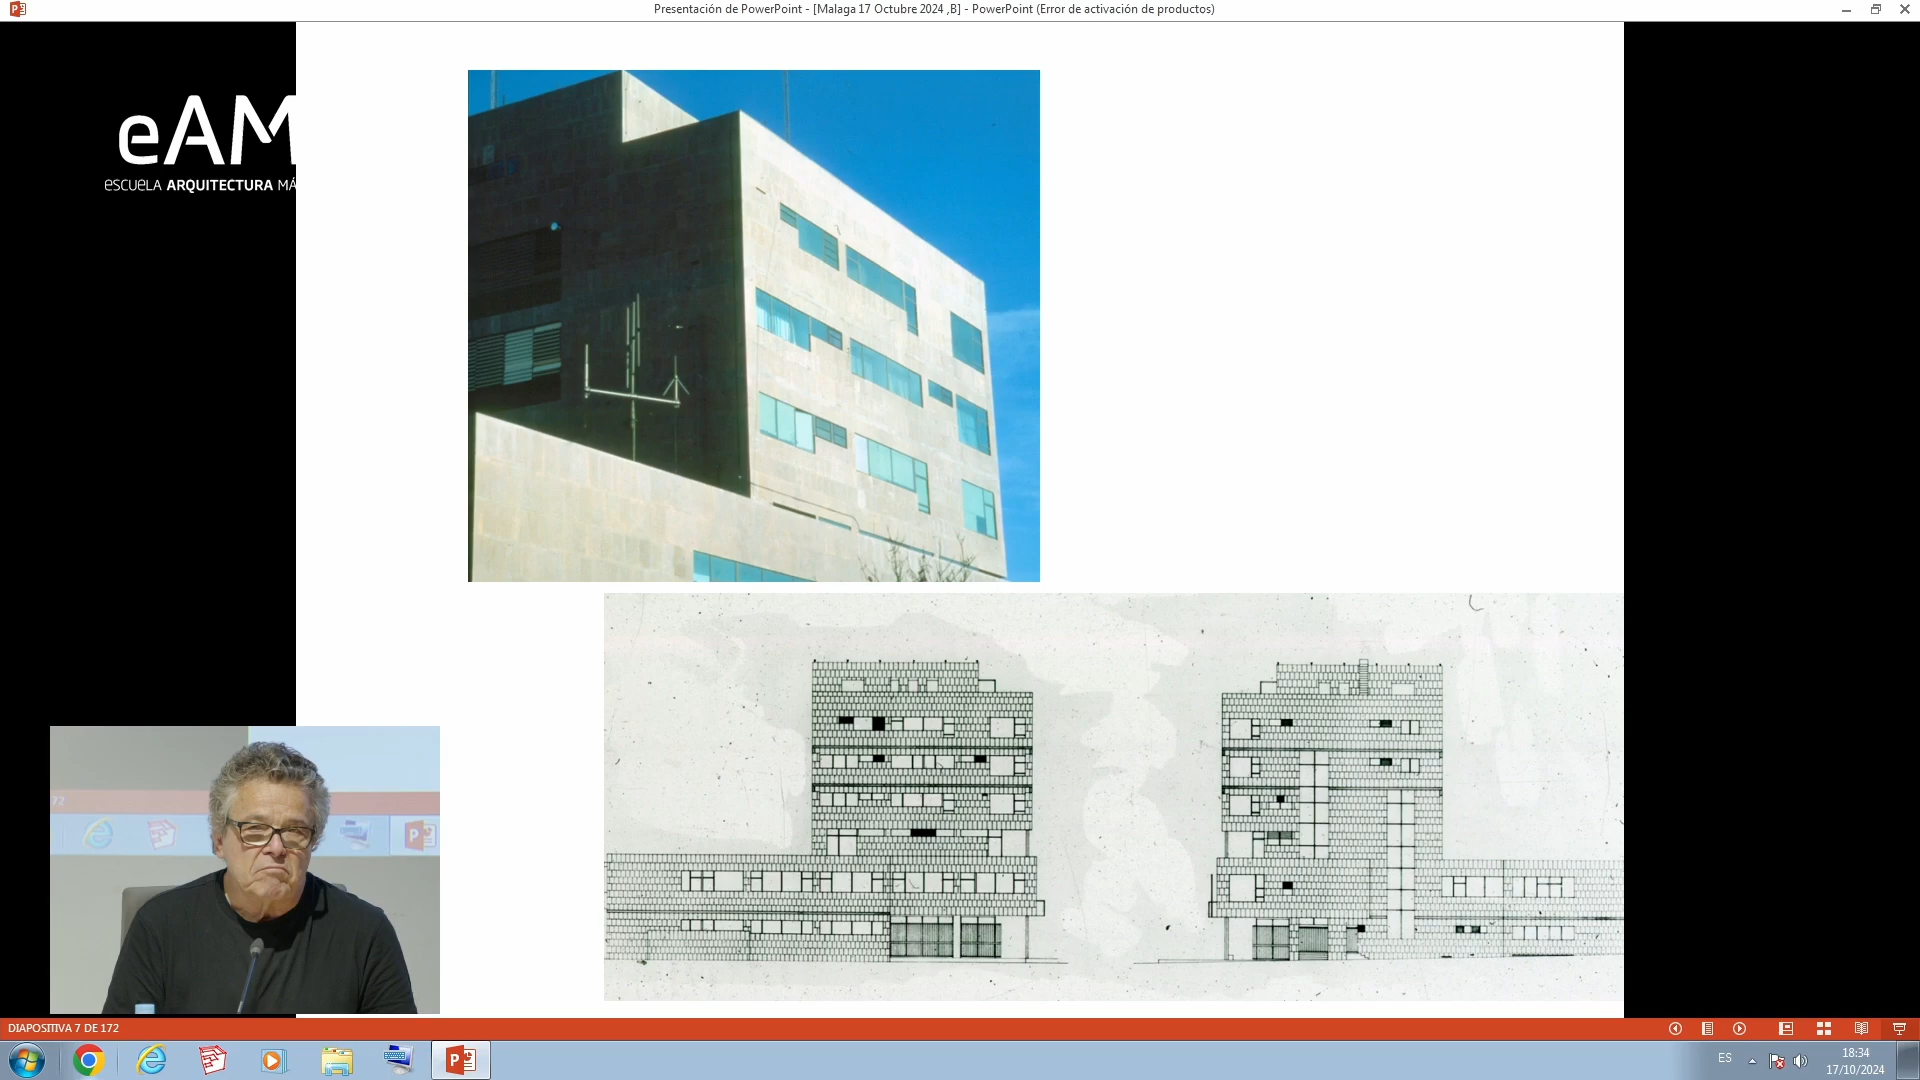 Presentación de PowerPoint - [Malaga 17 Octubre 2024 ,B] - PowerPoint (Error de activación de productos)
eAM
ESCUELA ARQUITECTURA MÁ
72
DIAPOSITIVA 7 DE 172
ES
18:34
17/10/2024